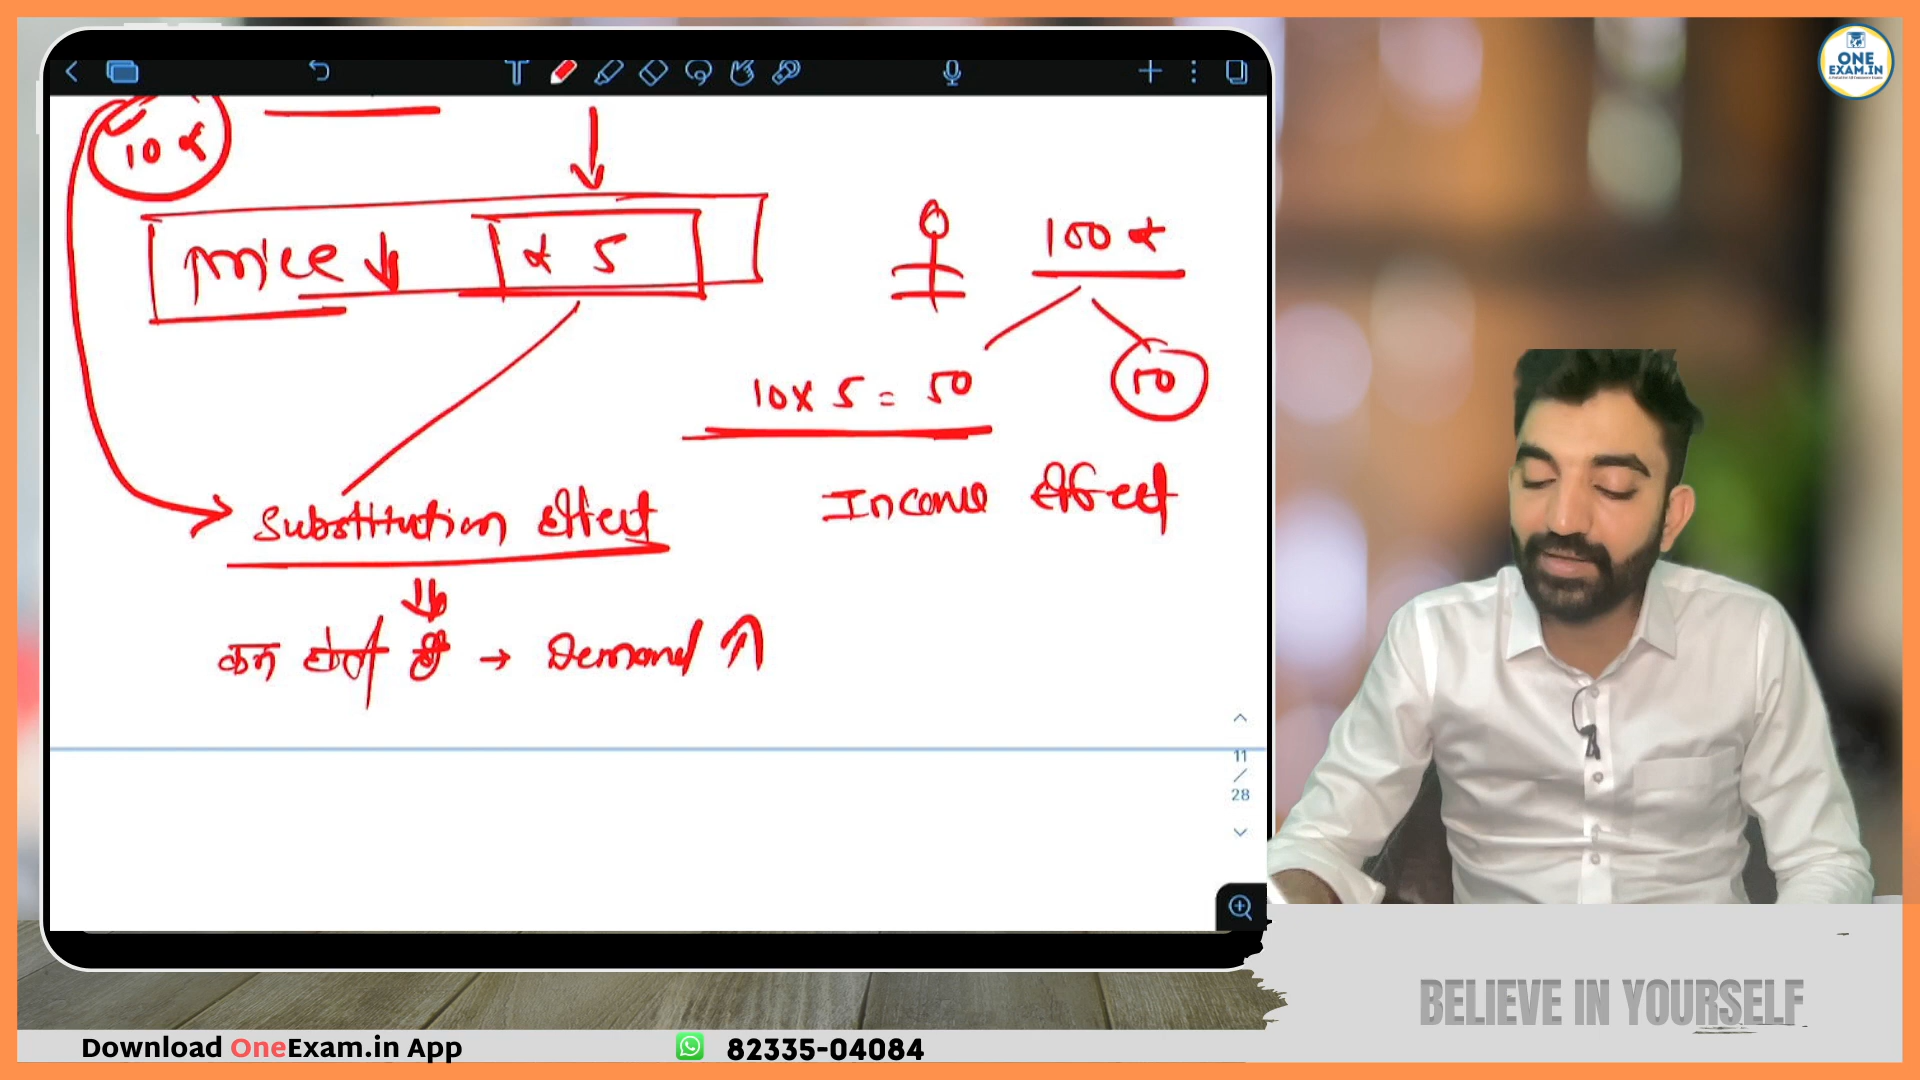 10 ₹
price ↓ ₹ 5
100 ₹
10 x 5 = 50
50
Substitution Effect
Income Effect
→ Demand ↑
11
/
28
ONE
EXAM.IN
BELIEVE IN YOURSELF
Download OneExam.in App
82335-04084